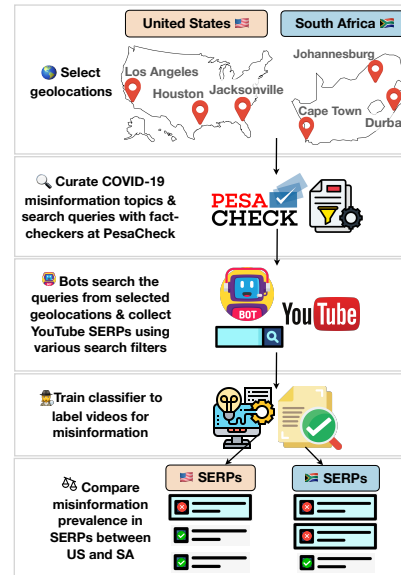 United States 🇺🇸
South Africa 🇿🇦
🌎 Select
geolocations
Los Angeles
Houston
Jacksonville
Johannesburg
Cape Town
Durba
🔍 Curate COVID-19
misinformation topics &
search queries with fact-
checkers at PesaCheck
PESA
CHECK
Bots search the
queries from selected
geolocations & collect
YouTube SERPs using
various search filters
BOT
YouTube
Train classifier to
label videos for
misinformation
⚖ Compare
misinformation
prevalence in
SERPs between
US and SA
🇺🇸 SERPs
🇿🇦 SERPs